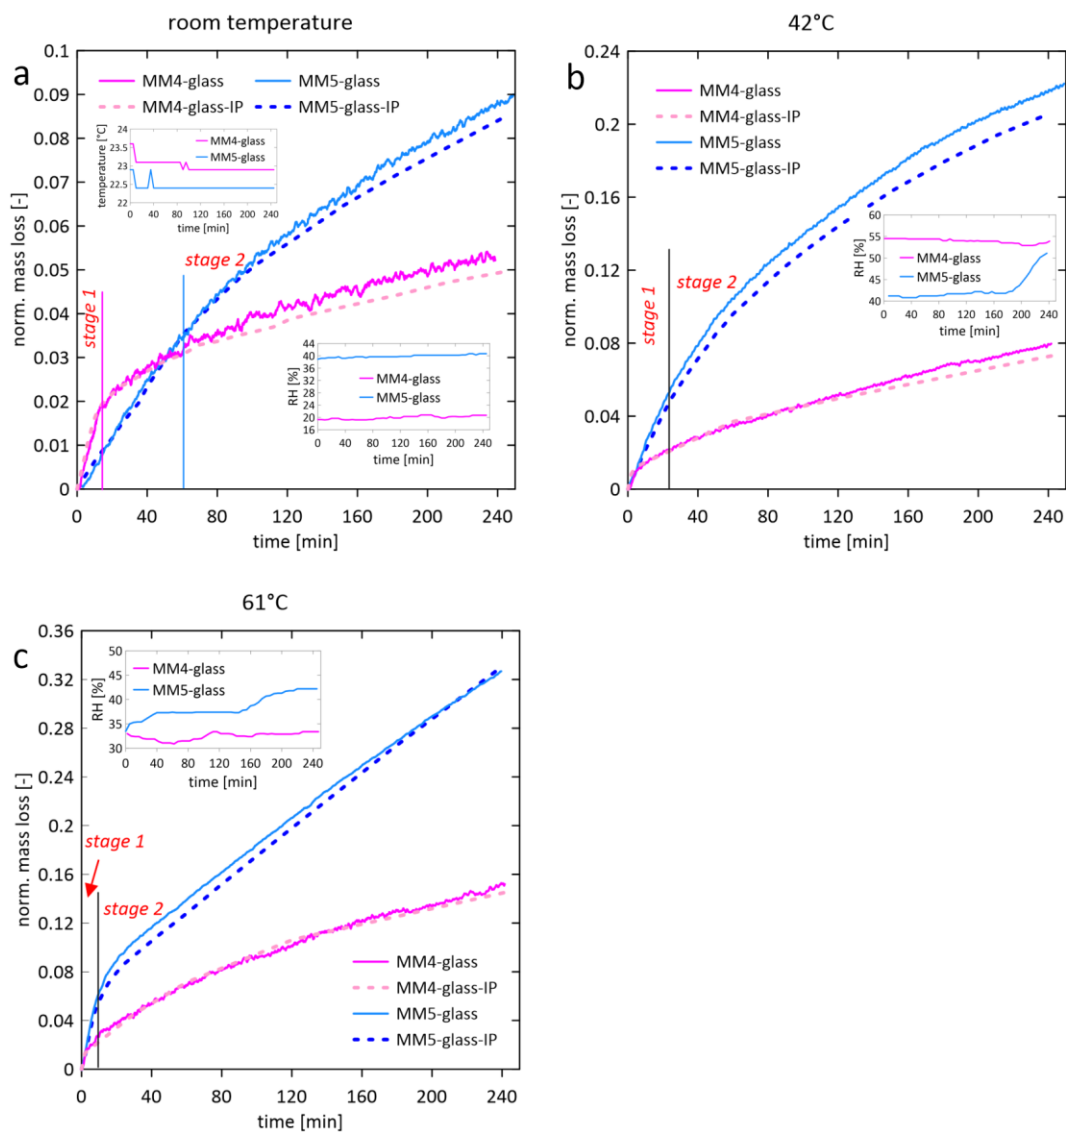 room temperature
a
0.1
0.09
0.08
0.07
0.06
0.05
0.04
0.03
0.02
0.01
0
norm. mass loss [-]
MM4-glass
MM5-glass
MM4-glass-IP
MM5-glass-IP
24
23.5
23
22.5
22
temperature [°C]
MM4-glass
MM5-glass
0 40 80 120 160 200 240
time [min]
stage 1
stage 2
44
40
36
32
28
24
20
16
RH [%]
MM4-glass
MM5-glass
0 40 80 120 160 200 240
time [min]
0 40 80 120 160 200 240
time [min]
42°C
b
0.24
0.2
0.16
0.12
0.08
0.04
0
norm. mass loss [-]
MM4-glass
MM4-glass-IP
MM5-glass
MM5-glass-IP
stage 1
stage 2
60
55
50
45
40
RH [%]
MM4-glass
MM5-glass
0 40 80 120 160 200 240
time [min]
0 40 80 120 160 200 240
time [min]
61°C
c
0.36
0.32
0.28
0.24
0.2
0.16
0.12
0.08
0.04
0
norm. mass loss [-]
50
45
40
35
30
RH [%]
MM4-glass
MM5-glass
0 40 80 120 160 200 240
time [min]
stage 1
stage 2
MM4-glass
MM4-glass-IP
MM5-glass
MM5-glass-IP
0 40 80 120 160 200 240
time [min]